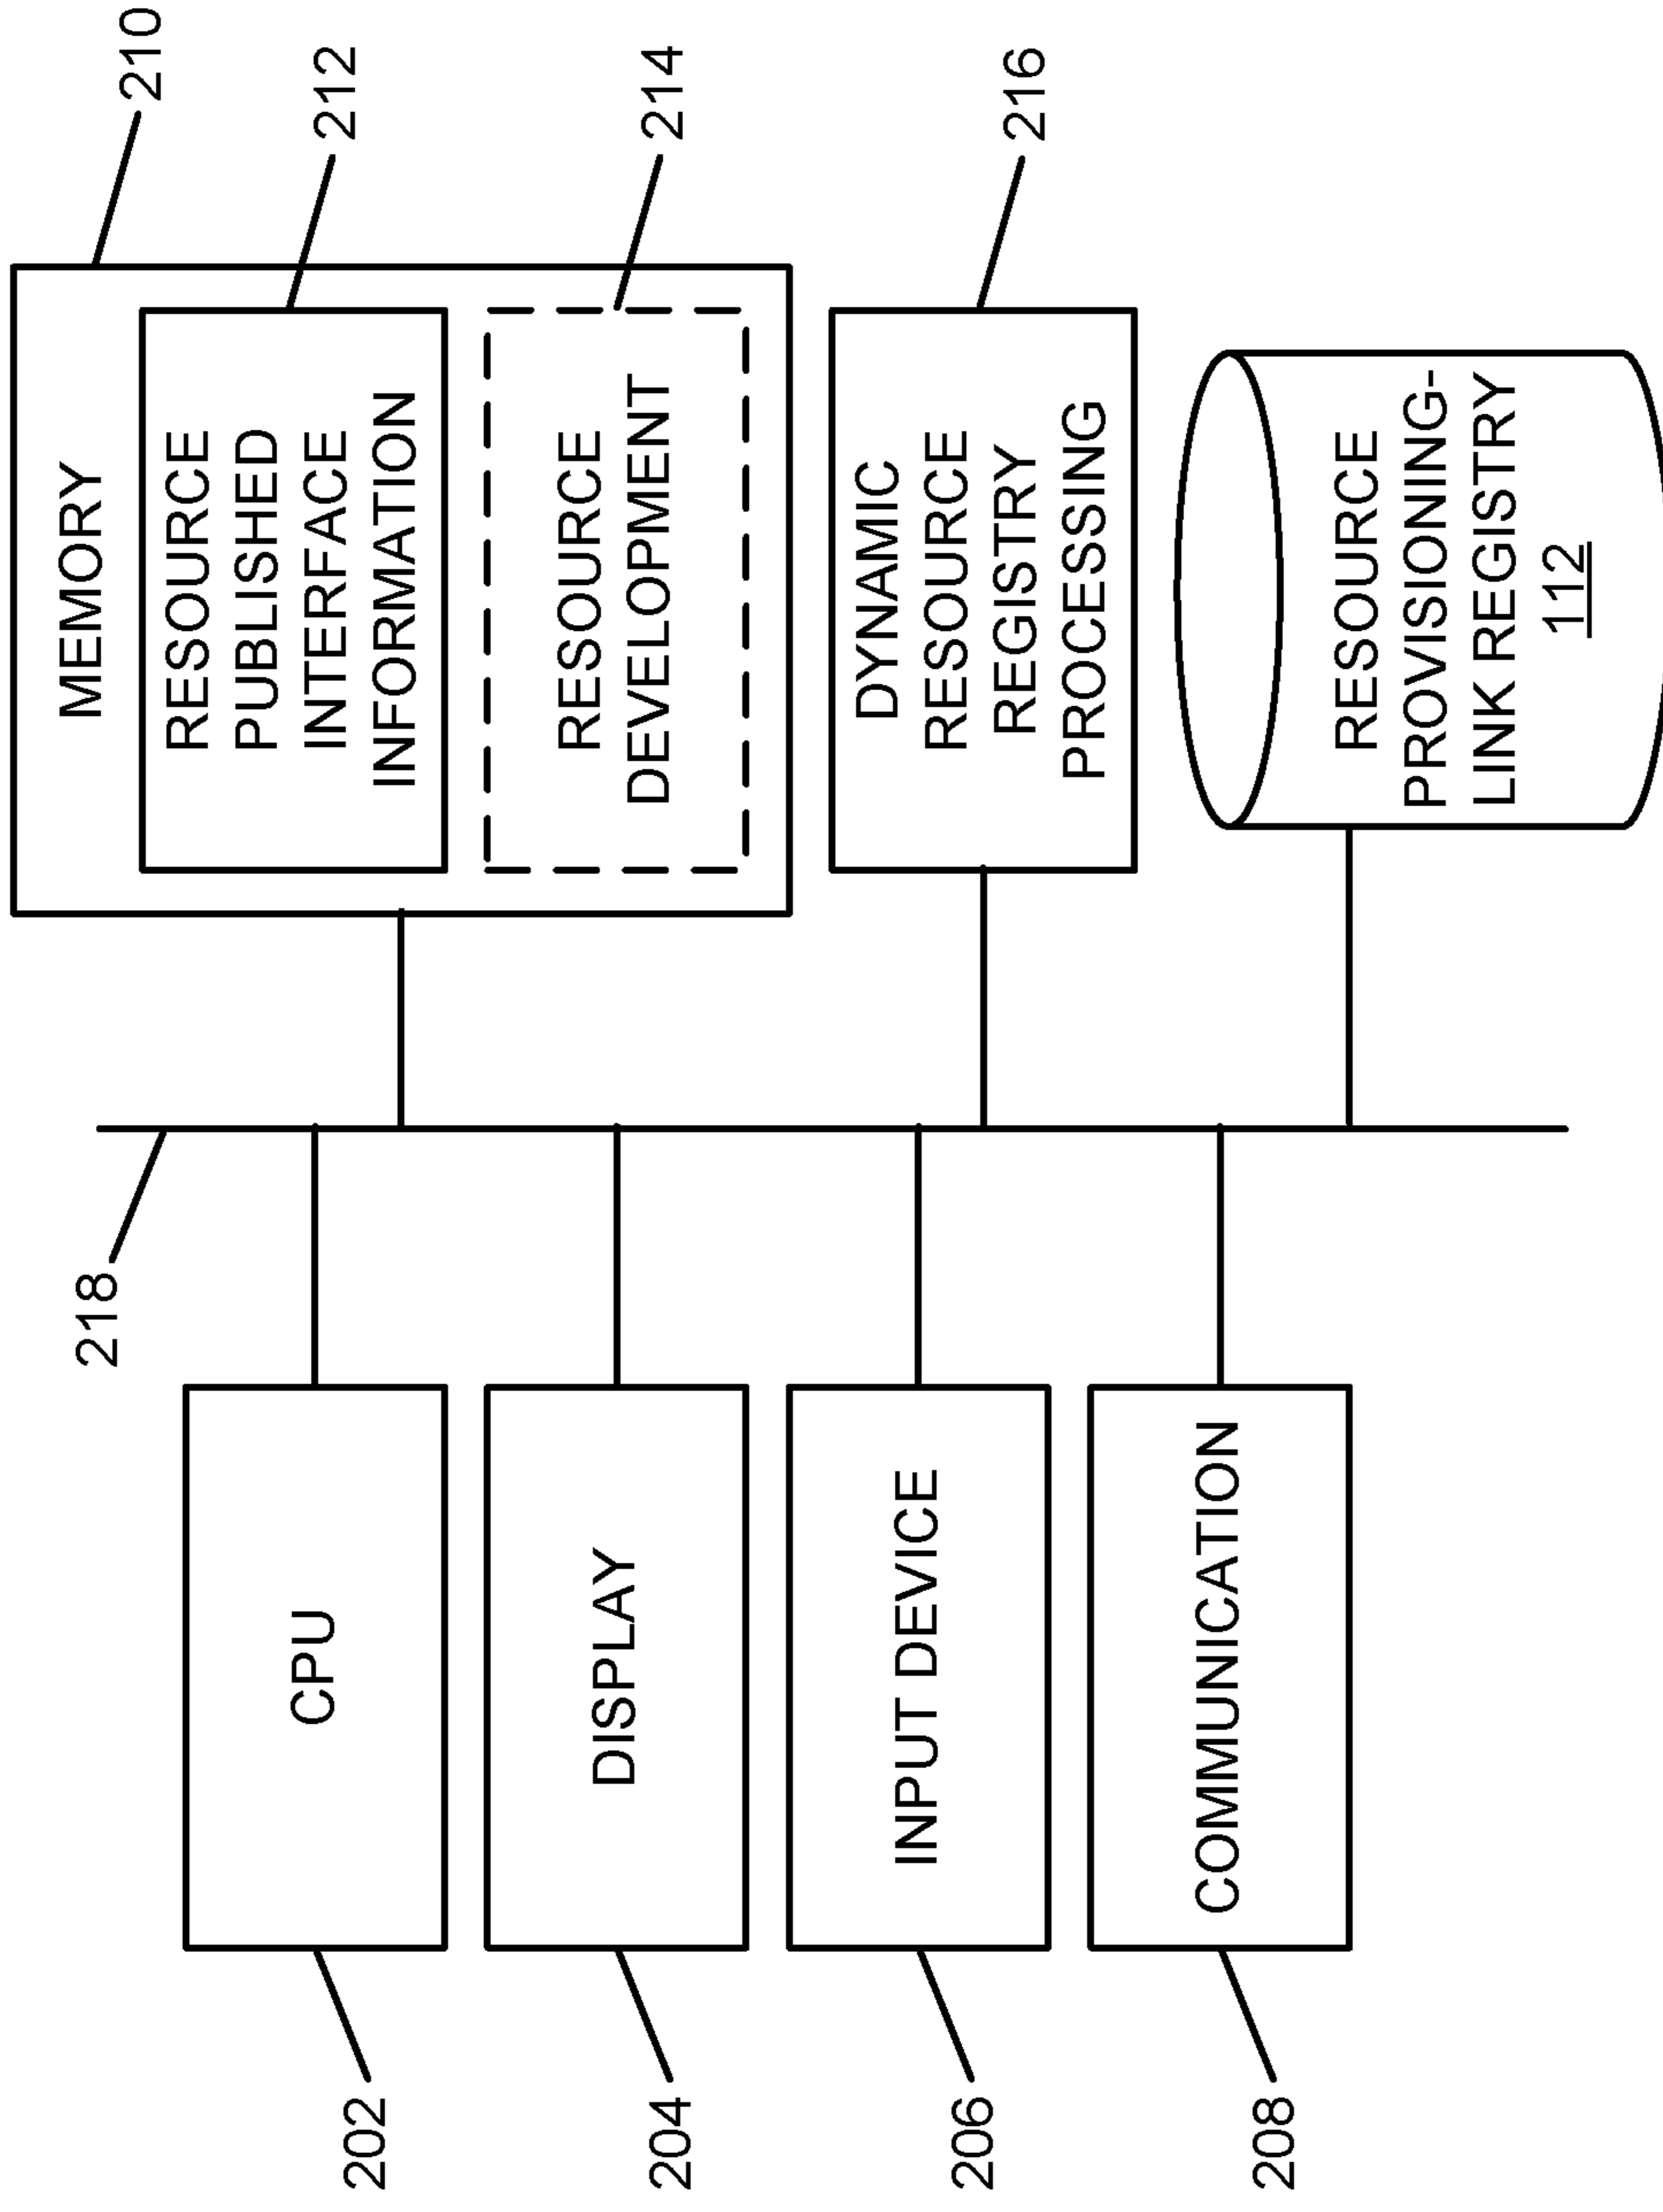 210
MEMORY
212
RESOURCE
PUBLISHED
INTERFACE
INFORMATION
214
RESOURCE
DEVELOPMENT
216
DYNAMIC
RESOURCE
REGISTRY
PROCESSING
RESOURCE
PROVISIONING-
LINK REGISTRY
112
218
202
CPU
204
DISPLAY
206
INPUT DEVICE
208
COMMUNICATION